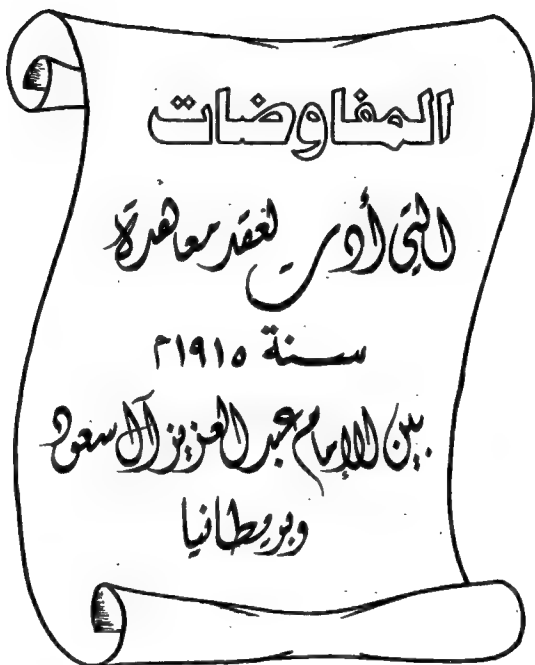 المفاوضات
التي أدت لعقد معاهدة
سنة ١٩١٥م
بين الإمام عبد العزيز آل سعود
وبريطانيا